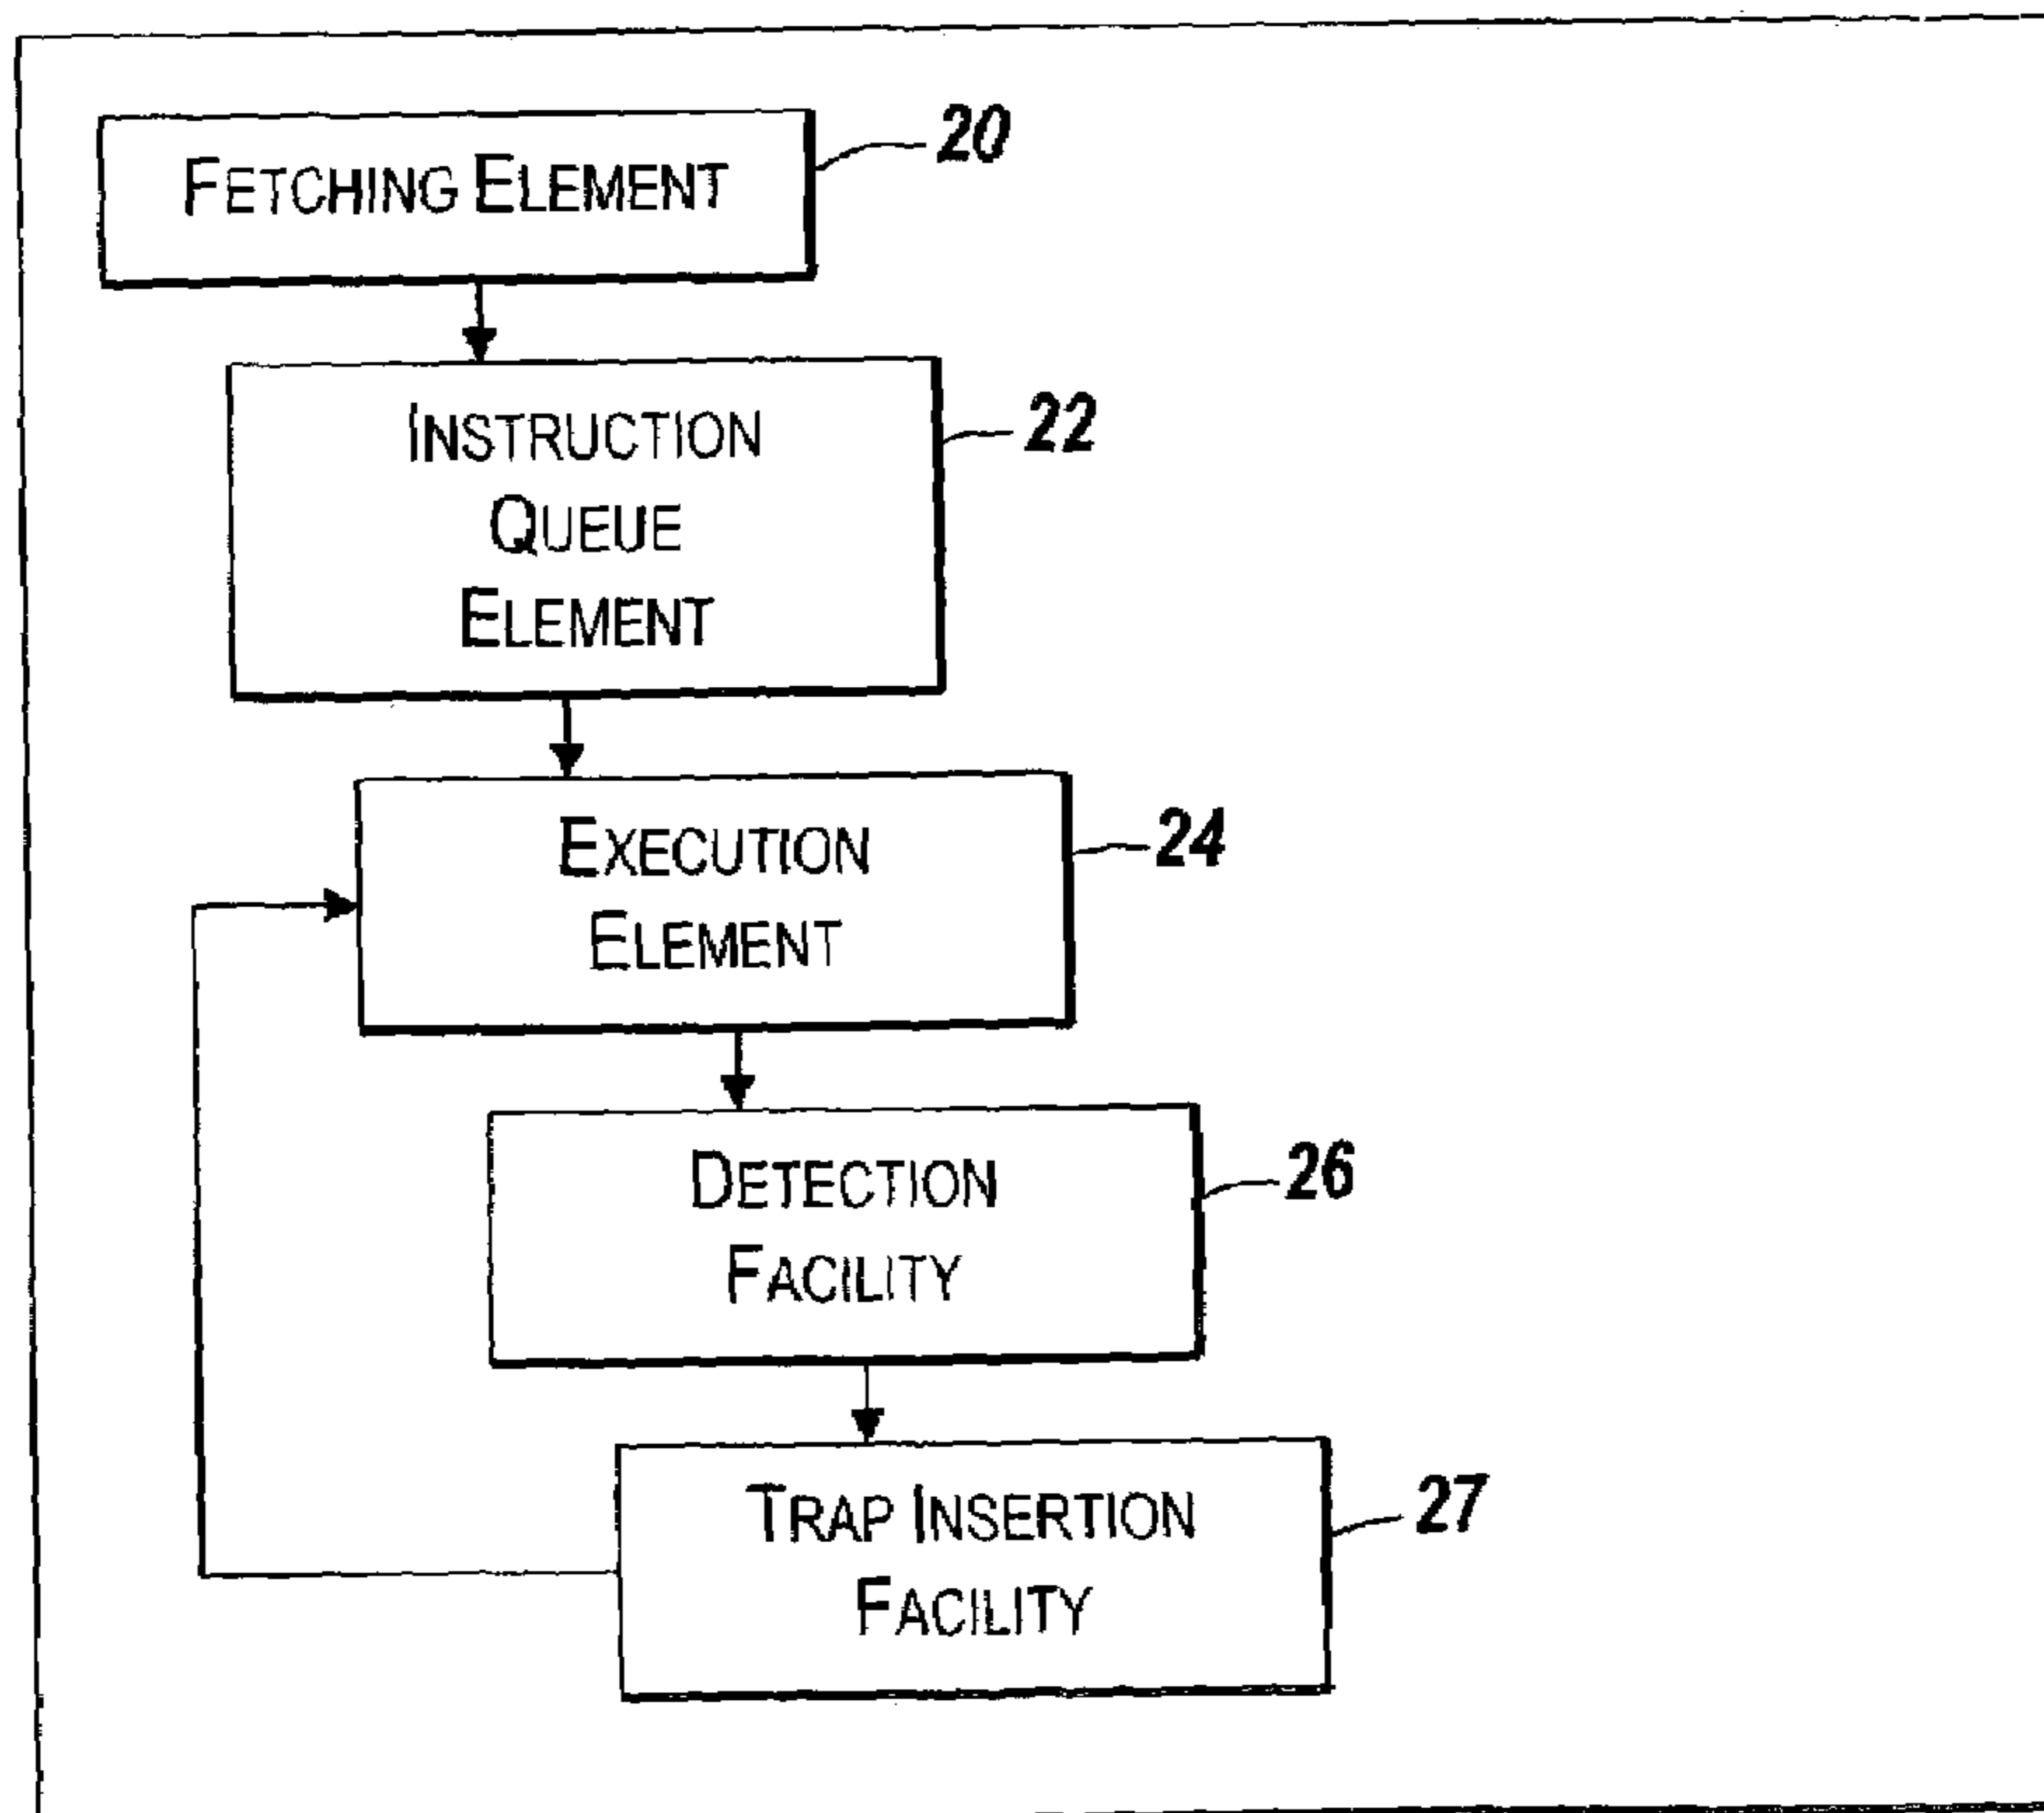 FETCHING ELEMENT
20
INSTRUCTION
QUEUE
ELEMENT
22
EXECUTION
ELEMENT
24
DETECTION
FACILITY
26
TRAP INSERTION
FACILITY
27